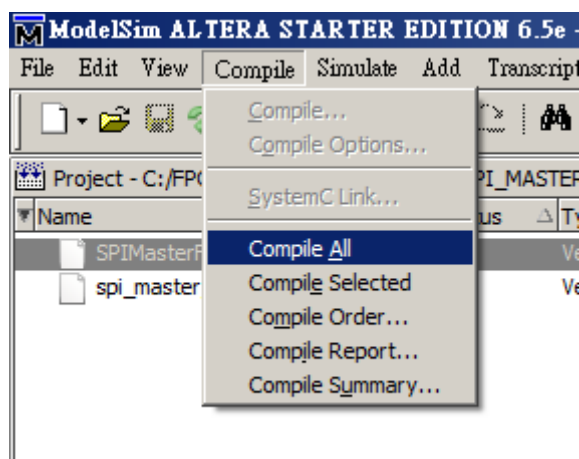 ModelSim ALTERA STARTER EDITION 6.5e -
File Edit View Compile Simulate Add Transcript
Compile...
Compile Options...
Project - C:/FP
PI_MASTER
SystemC Link...
Name
us
Ty
Compile All
SPIMasterF
Ve
Compile Selected
spi_master
Ve
Compile Order...
Compile Report...
Compile Summary...